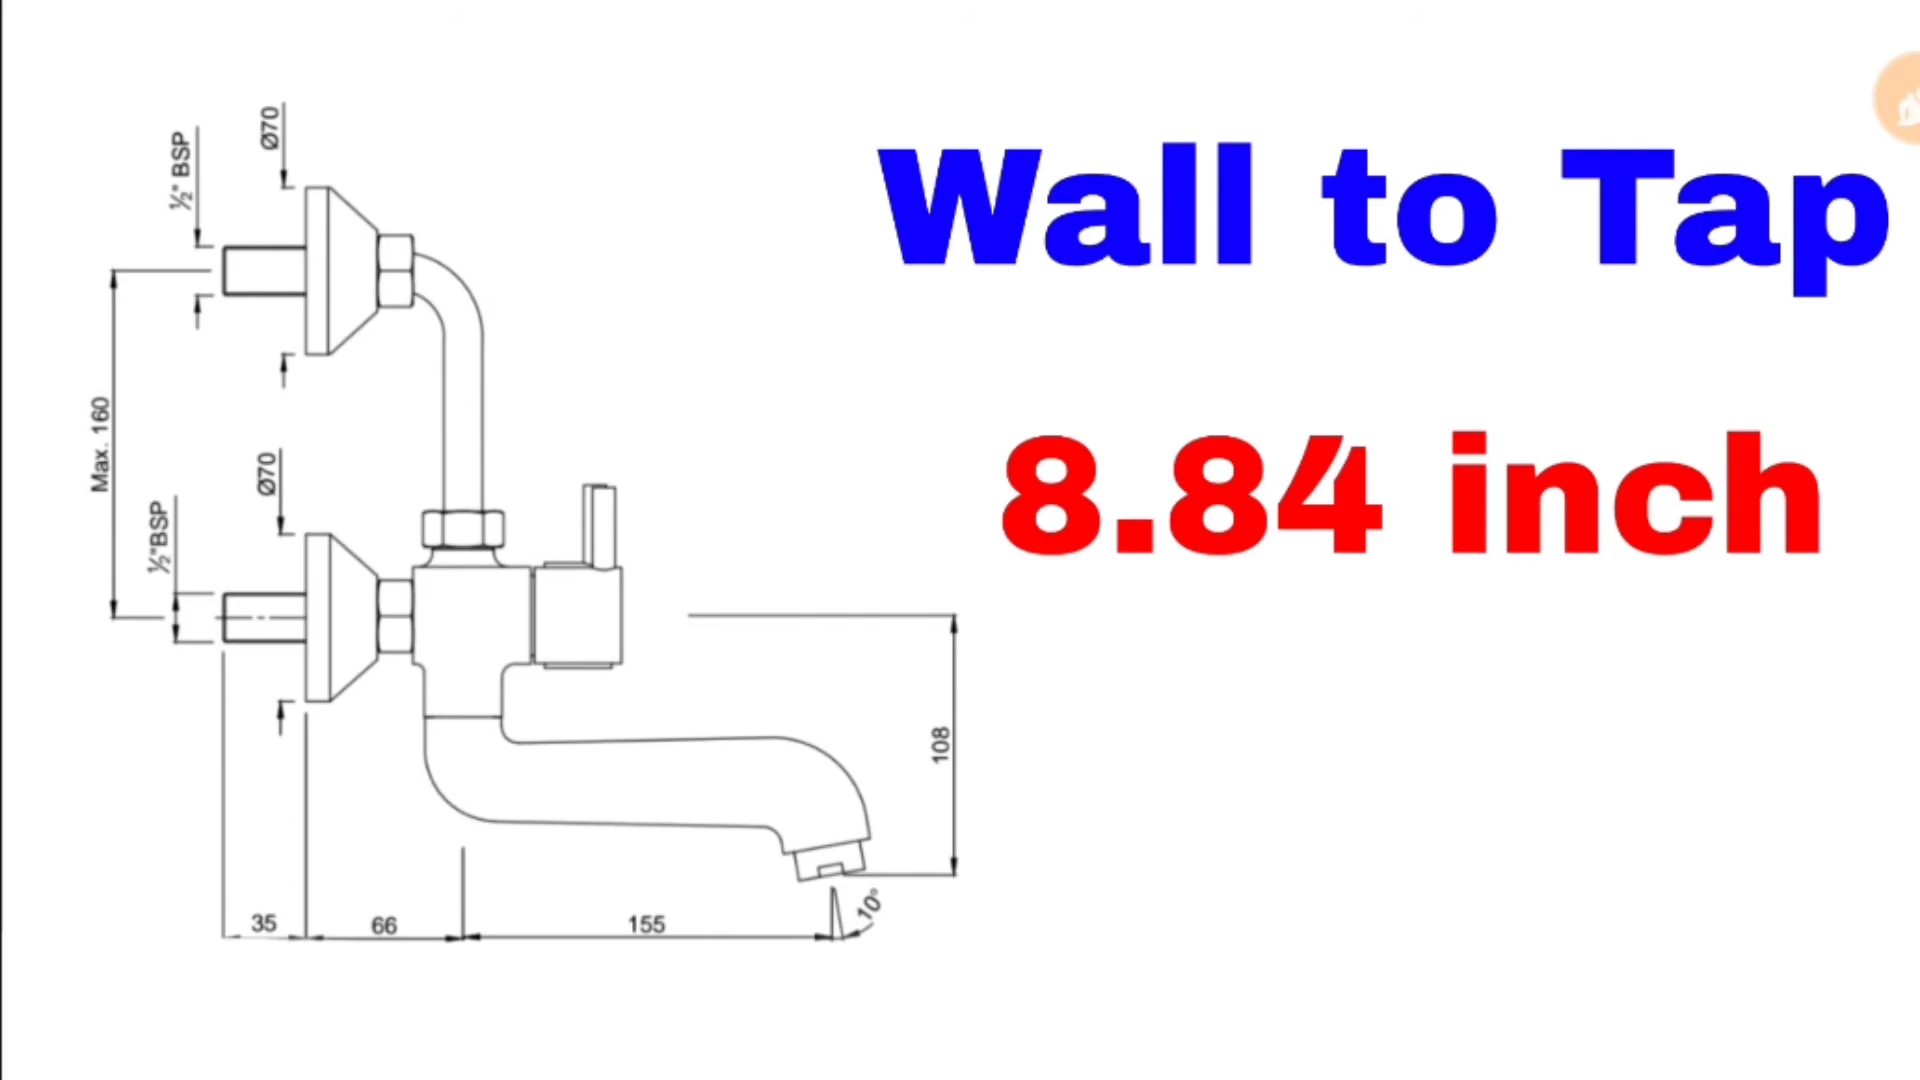 Wall to Tap
8.84 inch
½" BSP
Ø70
Max. 160
Ø70
½"BSP
108
10°
35
66
155